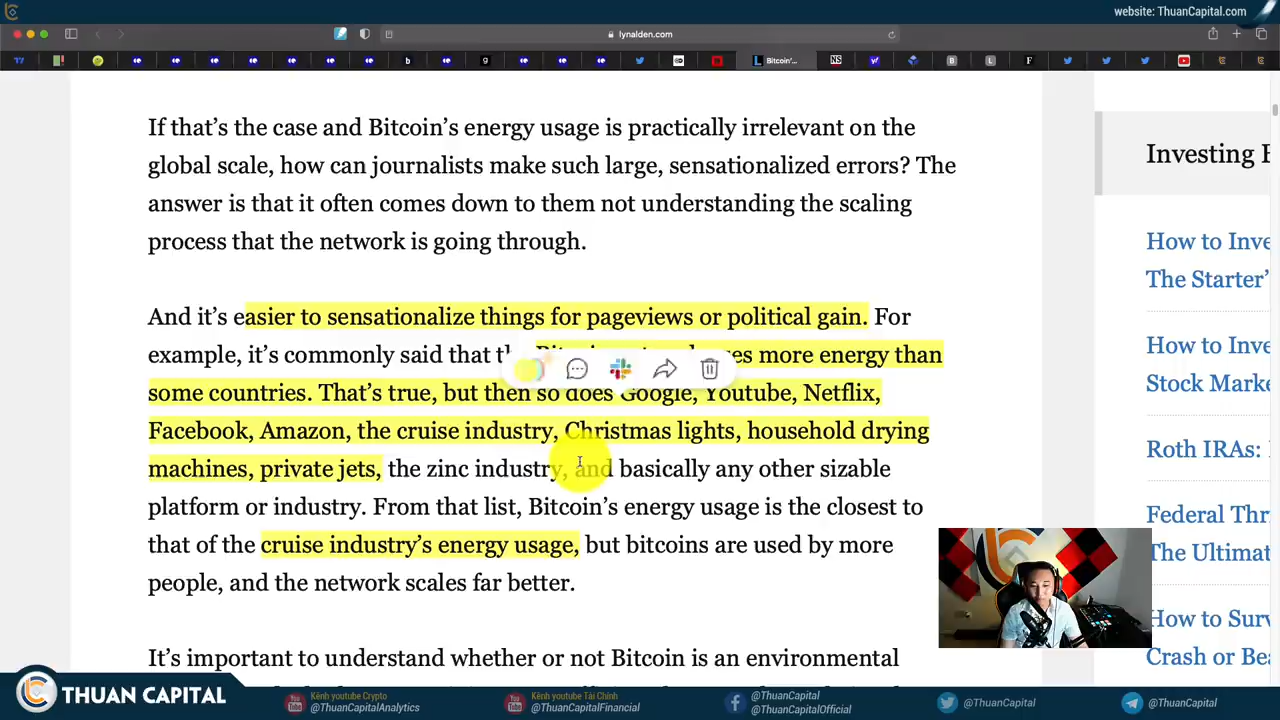 website: ThuanCapital.com
lynalden.com
Bitcoin'...
If that's the case and Bitcoin's energy usage is practically irrelevant on the
global scale, how can journalists make such large, sensationalized errors? The
answer is that it often comes down to them not understanding the scaling
process that the network is going through.
And it's easier to sensationalize things for pageviews or political gain. For
example, it's commonly said that the more energy than
some countries. That's true, but then so does Google, Youtube, Netflix,
Facebook, Amazon, the cruise industry, Christmas lights, household drying
machines, private jets, the zinc industry, and basically any other sizable
platform or industry. From that list, Bitcoin's energy usage is the closest to
that of the cruise industry's energy usage, but bitcoins are used by more
people, and the network scales far better.
It's important to understand whether or not Bitcoin is an environmental
Investing
How to Inve
The Starter'
How to Inve
Stock Marke
Roth IRAs:
Federal Thr
The Ultimat
How to Surv
Crash or Be
THUAN CAPITAL
Kênh youtube Crypto
@ThuanCapitalAnalytics
Kênh youtube Tài Chính
@ThuanCapitalFinancial
@ThuanCapital
@ThuanCapitalOfficial
@ThuanCapital
@ThuanCapital